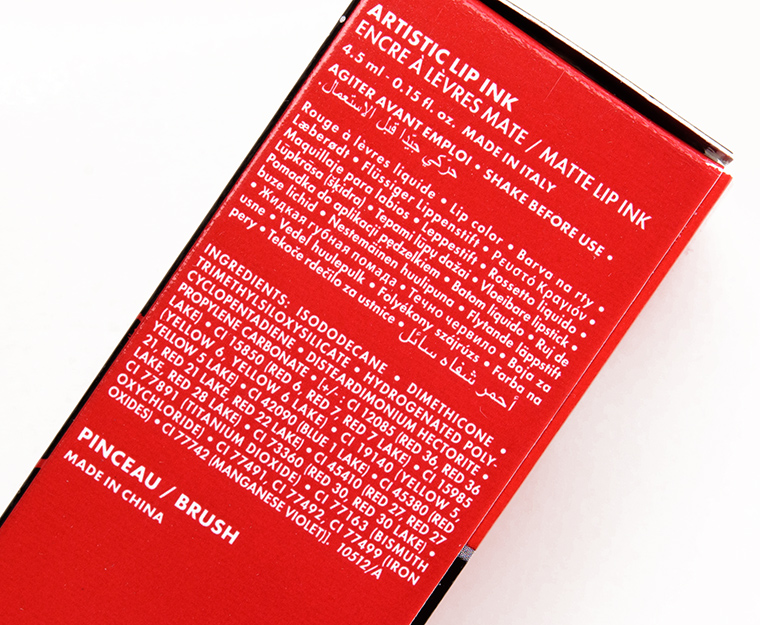 ARTISTIC LIP INK
ENCRE À LÈVRES MATE / MATTE LIP INK
4.5 ml - 0.15 fl. oz. MADE IN ITALY
AGITER AVANT EMPLOI • SHAKE BEFORE USE •
حركي جيّدًا قبل الاستعمال.
Rouge à lèvres liquide • Lip color • Barva na rty •
Læberødt • Flüssiger Lippenstift • Ρευστό Κραγιόν •
Maquillaje para labios • Leppestift • Rossetto liquido •
Lūpkrāsa (šķidra) • Tepami lūpų dažai • Vloeibare lipstick •
Pomadka do aplikacji pędzelkiem • Batom líquido • Ruj de
buze lichid • Nestemäinen huulipuna • Flytande läppstift
• Жидкая губная помада • Течно червило • Boja za
usne • Vedel huulepulk • Folyékony szájrúzs • Farba na
pery • Tekoče rdečilo za ustnice • أحمر شفاه سائل
INGREDIENTS: ISODODECANE • DIMETHICONE •
TRIMETHYLSILOXYSILICATE • HYDROGENATED POLY-
CYCLOPENTADIENE • DISTEARDIMONIUM HECTORITE •
PROPYLENE CARBONATE • [+/- : CI 12085 (RED 36, RED 36
LAKE) • CI 15850 (RED 6, RED 7, RED 7 LAKE) • CI 15985
(YELLOW 6, YELLOW 6 LAKE) • CI 19140 (YELLOW 5,
YELLOW 5 LAKE) • CI 42090 (BLUE 1 LAKE) • CI 45380 (RED
21, RED 21 LAKE, RED 22 LAKE) • CI 45410 (RED 27, RED 27
LAKE, RED 28 LAKE) • CI 73360 (RED 30, RED 30 LAKE) •
CI 77891 (TITANIUM DIOXIDE) • CI 77163 (BISMUTH
OXYCHLORIDE) • CI 77491, CI 77492, CI 77499 (IRON
OXIDES) • CI 77742 (MANGANESE VIOLET)]. 10512/A
PINCEAU / BRUSH
MADE IN CHINA